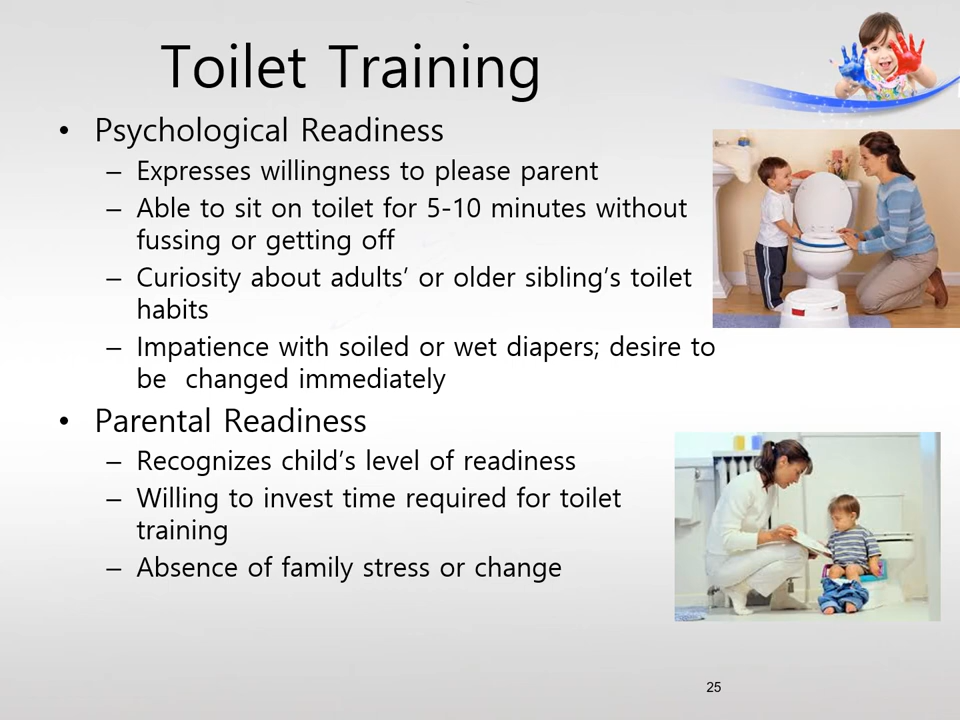 Toilet Training
• Psychological Readiness
– Expresses willingness to please parent
– Able to sit on toilet for 5-10 minutes without
fussing or getting off
– Curiosity about adults’ or older sibling’s toilet
habits
– Impatience with soiled or wet diapers; desire to
be  changed immediately
• Parental Readiness
– Recognizes child’s level of readiness
– Willing to invest time required for toilet
training
– Absence of family stress or change
25